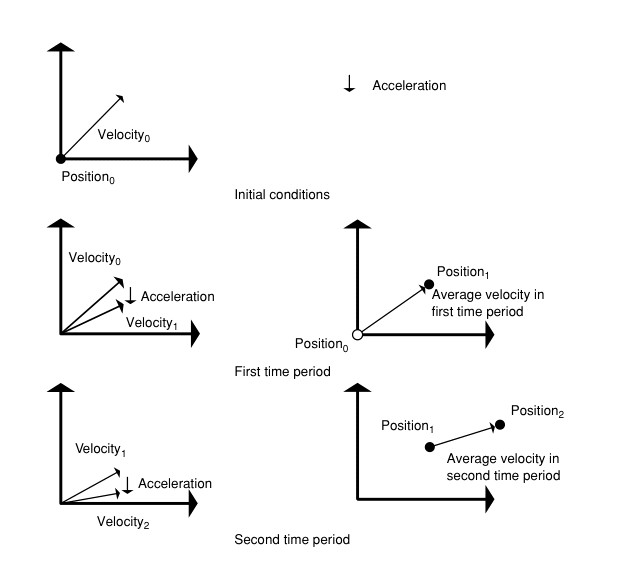 Acceleration
Velocity₀
Position₀
Initial conditions
Velocity₀
Acceleration
Velocity₁
Position₁
Average velocity in
first time period
Position₀
First time period
Velocity₁
Acceleration
Velocity₂
Position₁
Position₂
Average velocity in
second time period
Second time period